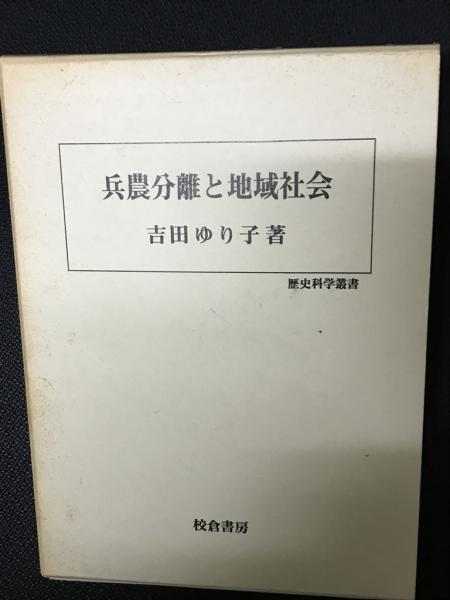 兵農分離と地域社会
吉田ゆり子著
歴史科学叢書
校倉書房